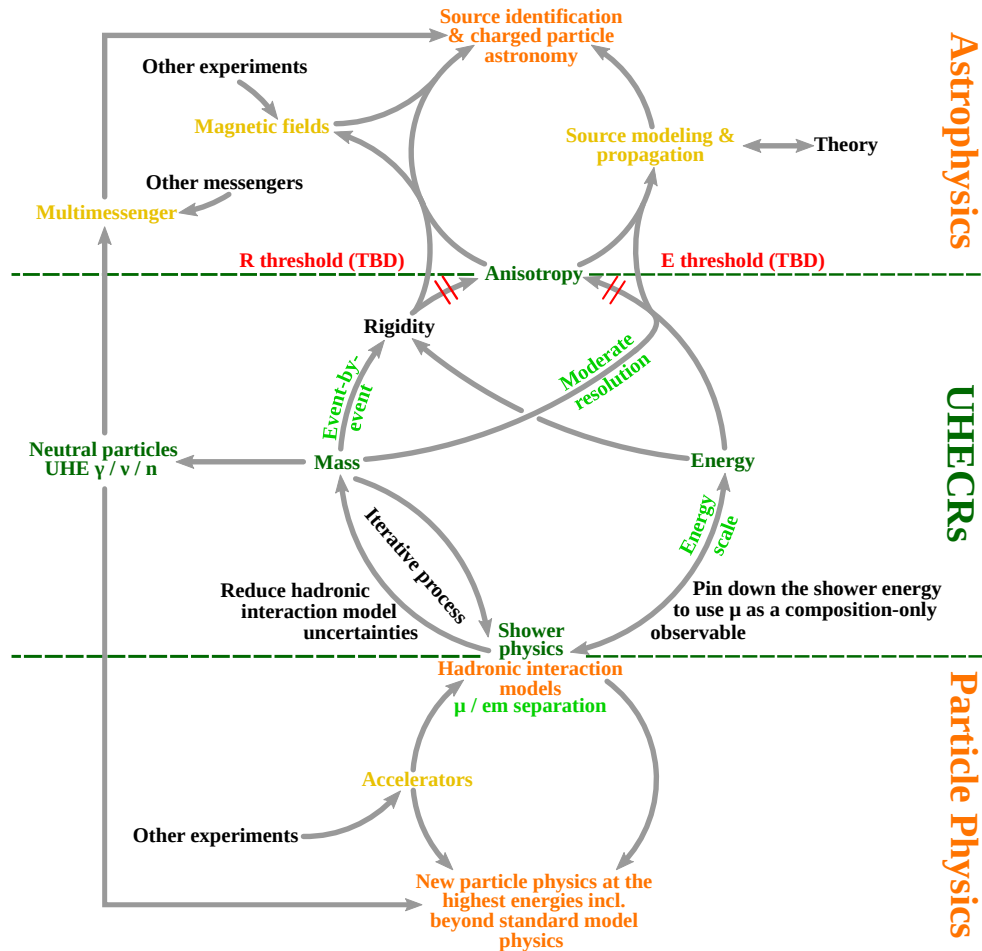 Source identification
& charged particle
astronomy
Other experiments
Magnetic fields
Source modeling &
propagation
Theory
Other messengers
Multimessenger
Astrophysics
R threshold (TBD)
E threshold (TBD)
Anisotropy
Rigidity
Moderate
resolution
Event-by-
event
Neutral particles
UHE γ / ν / n
Mass
Energy
UHECRs
Energy
scale
Iterative process
Reduce hadronic
interaction model
uncertainties
Pin down the shower energy
to use μ as a composition-only
observable
Shower
physics
Hadronic interaction
models
μ / em separation
Accelerators
Other experiments
Particle Physics
New particle physics at the
highest energies incl.
beyond standard model
physics